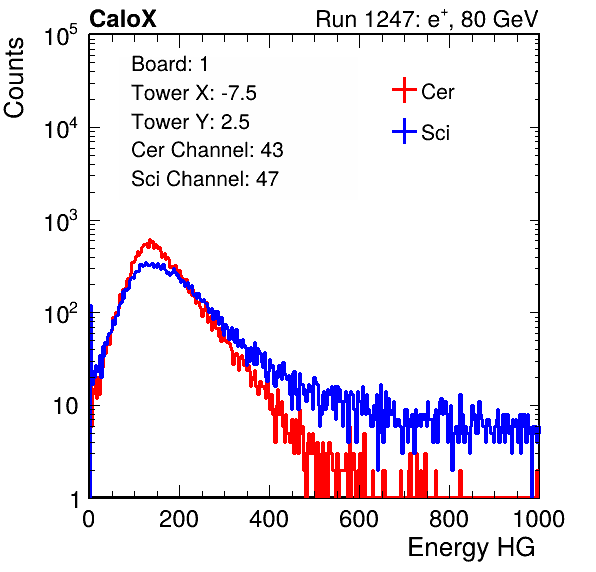 CaloX Run 1247: e⁺, 80 GeV
Counts
Board: 1
Tower X: -7.5
Tower Y: 2.5
Cer Channel: 43
Sci Channel: 47
Cer
Sci
10⁵
10⁴
10³
10²
10
1
0 200 400 600 800 1000
Energy HG